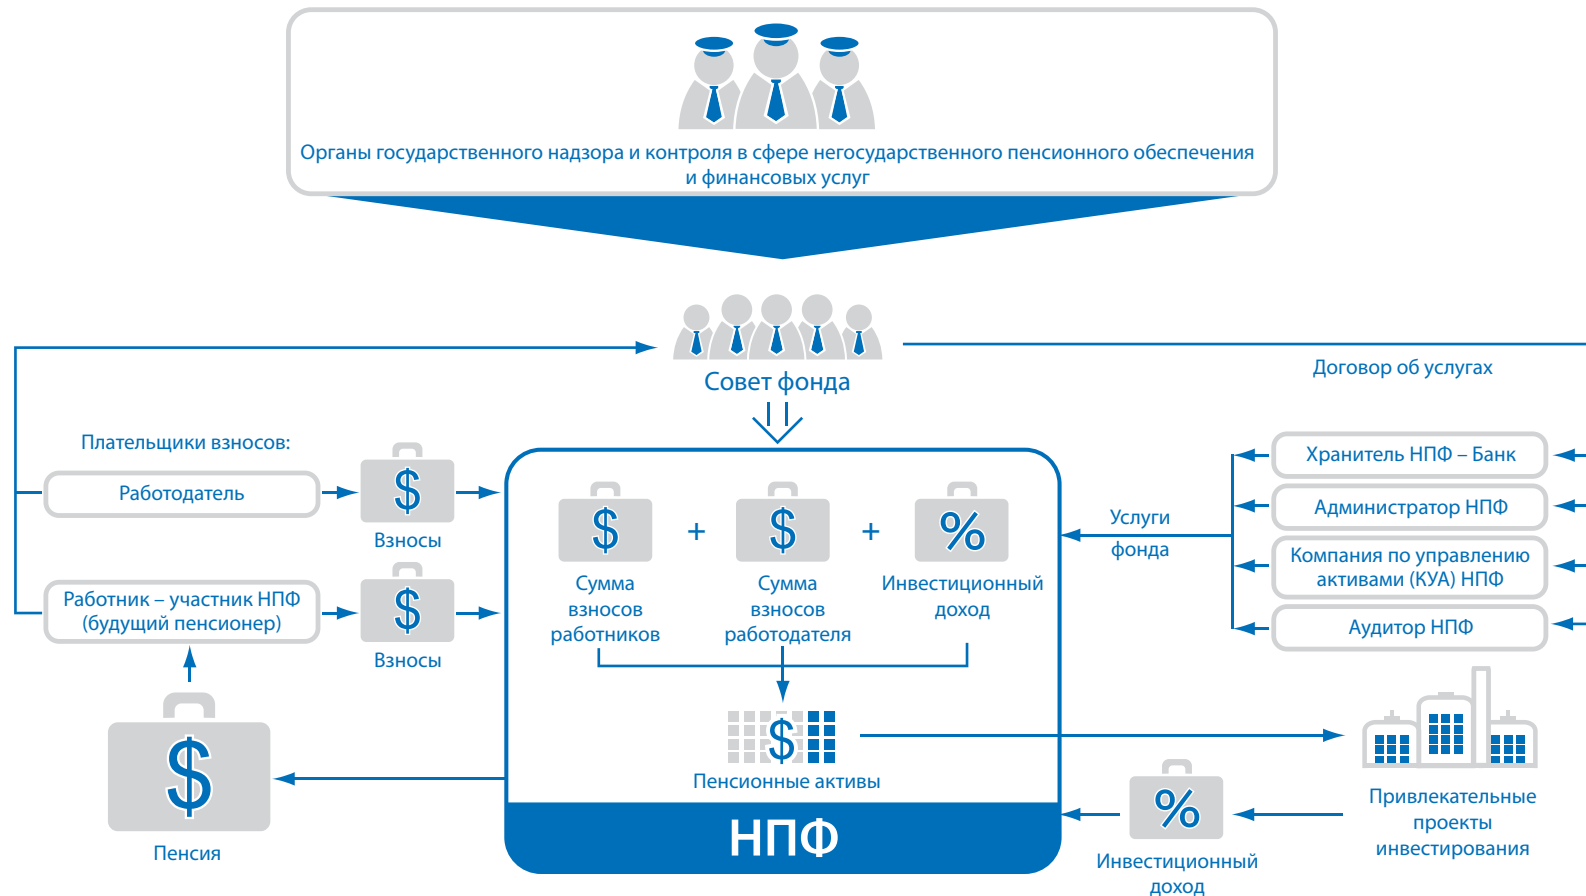 Органы государственного надзора и контроля в сфере негосударственного пенсионного обеспечения
и финансовых услуг
Совет фонда
Договор об услугах
Плательщики взносов:
Работодатель
$
Взносы
Работник – участник НПФ
(будущий пенсионер)
$
Взносы
$
Пенсия
$
+
$
+
%
Сумма
взносов
работников
Сумма
взносов
работодателя
Инвестиционный
доход
$
Пенсионные активы
НПФ
Услуги
фонда
Хранитель НПФ – Банк
Администратор НПФ
Компания по управлению
активами (КУА) НПФ
Аудитор НПФ
Привлекательные
проекты
инвестирования
%
Инвестиционный
доход